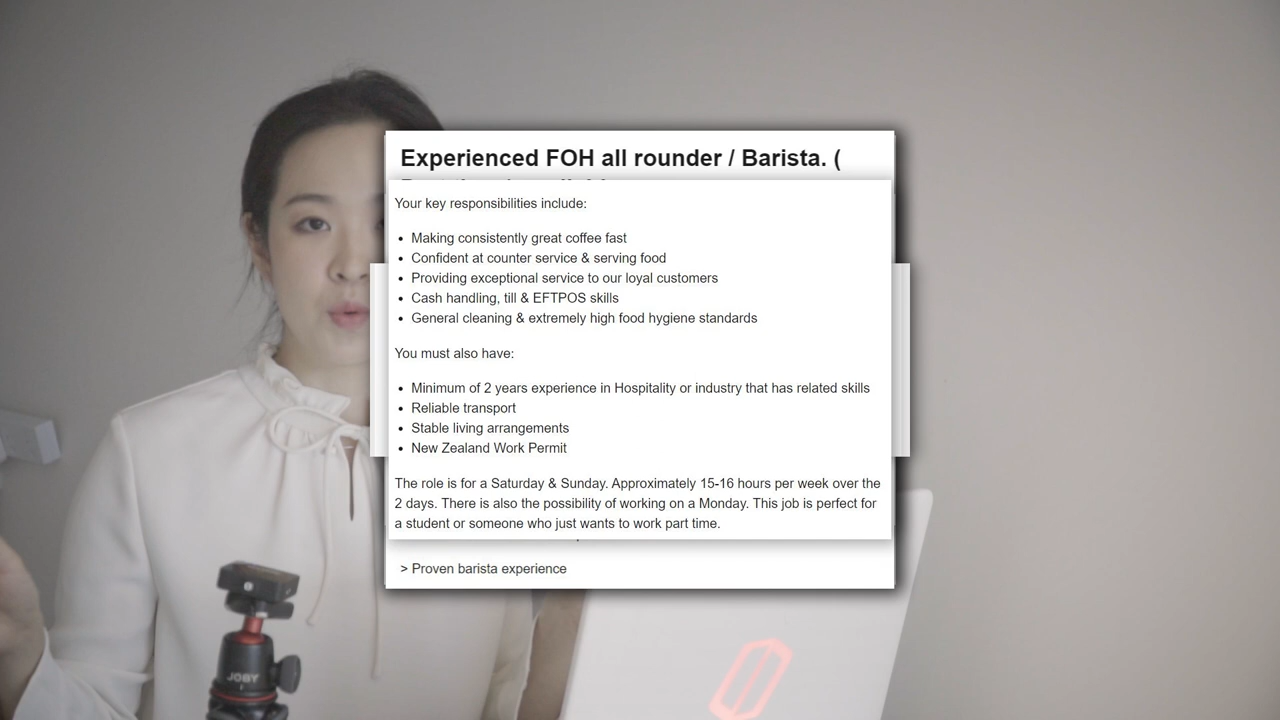 Experienced FOH all rounder / Barista. (
Your key responsibilities include:
• Making consistently great coffee fast
• Confident at counter service & serving food
• Providing exceptional service to our loyal customers
• Cash handling, till & EFTPOS skills
• General cleaning & extremely high food hygiene standards
You must also have:
• Minimum of 2 years experience in Hospitality or industry that has related skills
• Reliable transport
• Stable living arrangements
• New Zealand Work Permit
The role is for a Saturday & Sunday. Approximately 15-16 hours per week over the
2 days. There is also the possibility of working on a Monday. This job is perfect for
a student or someone who just wants to work part time.
> Proven barista experience
JOBY